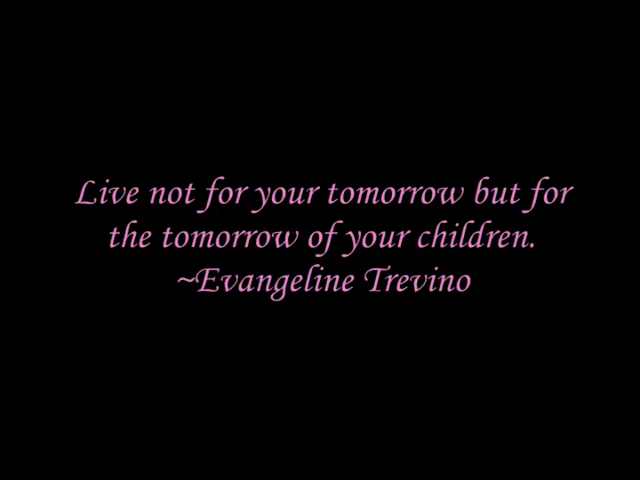 Live not for your tomorrow but for
the tomorrow of your children.
~Evangeline Trevino